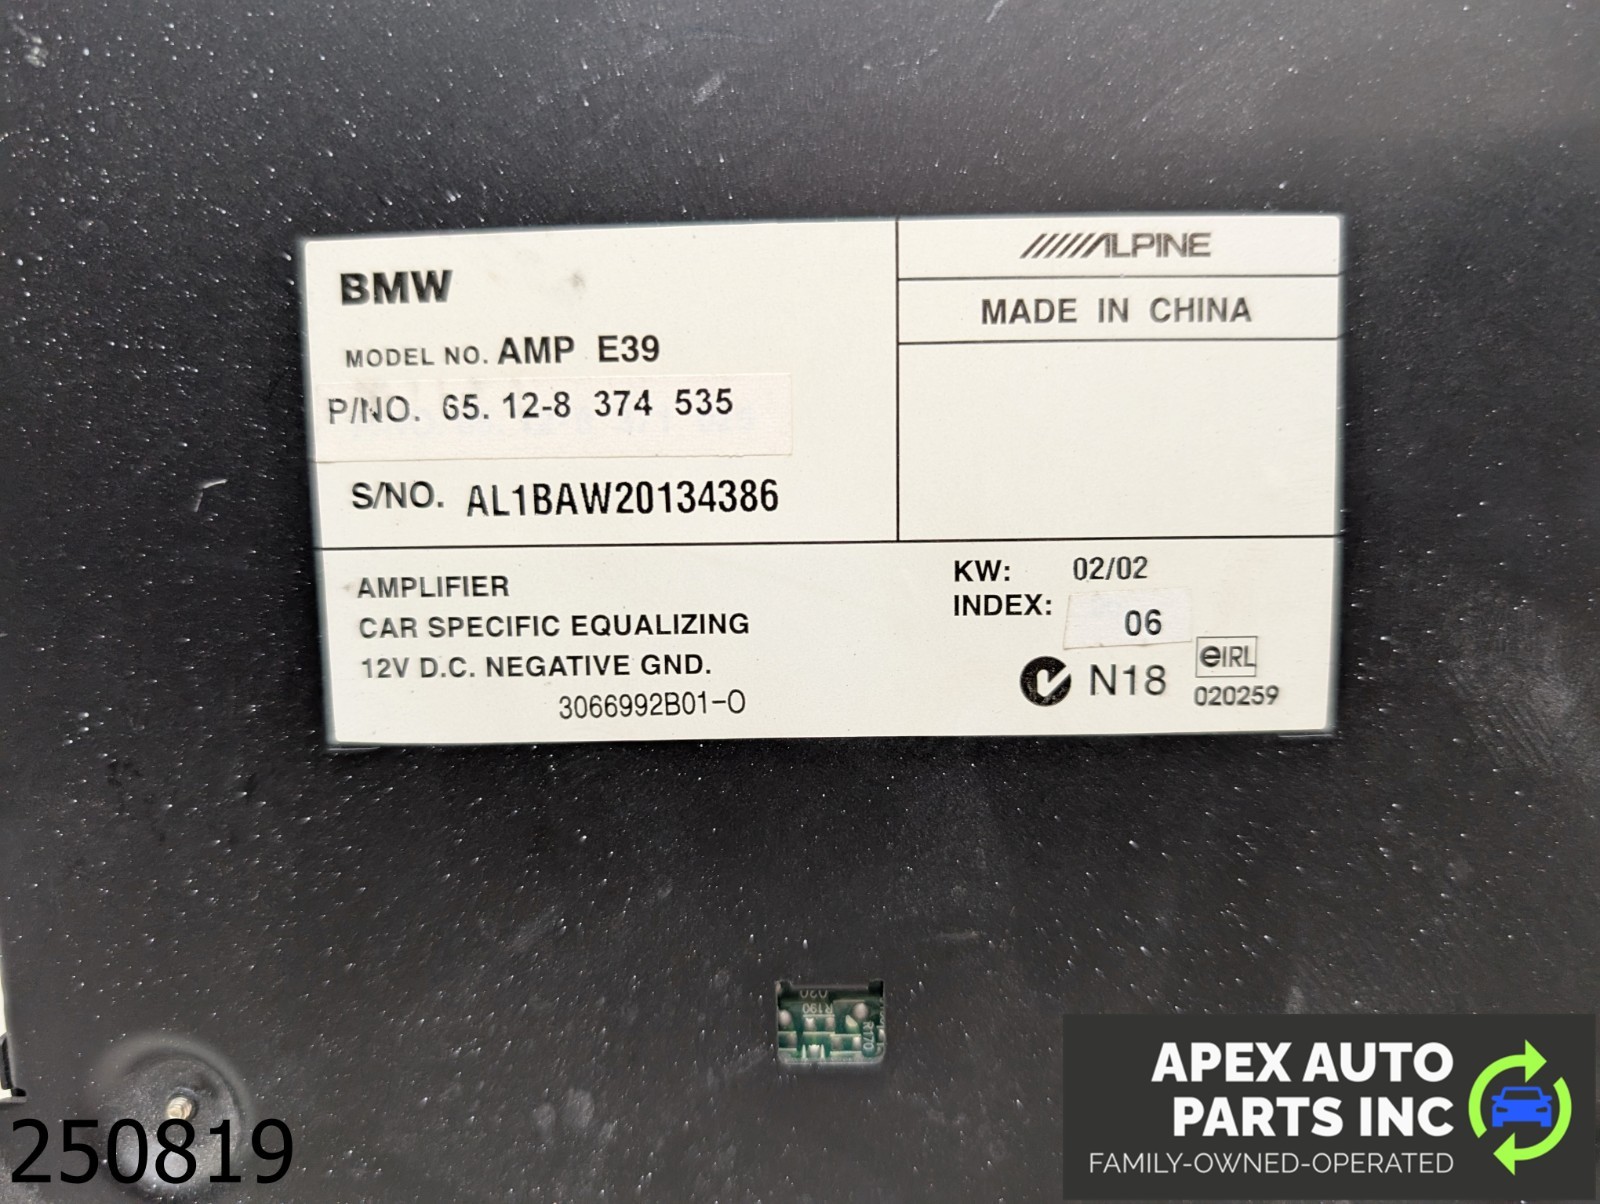 BMW
MODEL NO. AMP E39
P/NO. 65. 12-8 374 535
S/NO. AL1BAW20134386
ALPINE
MADE IN CHINA
AMPLIFIER
CAR SPECIFIC EQUALIZING
12V D.C. NEGATIVE GND.
3066992B01-0
KW: 02/02
INDEX: 06
N18
eIRL
020259
R190
R170
250819
APEX AUTO
PARTS INC
FAMILY-OWNED-OPERATED